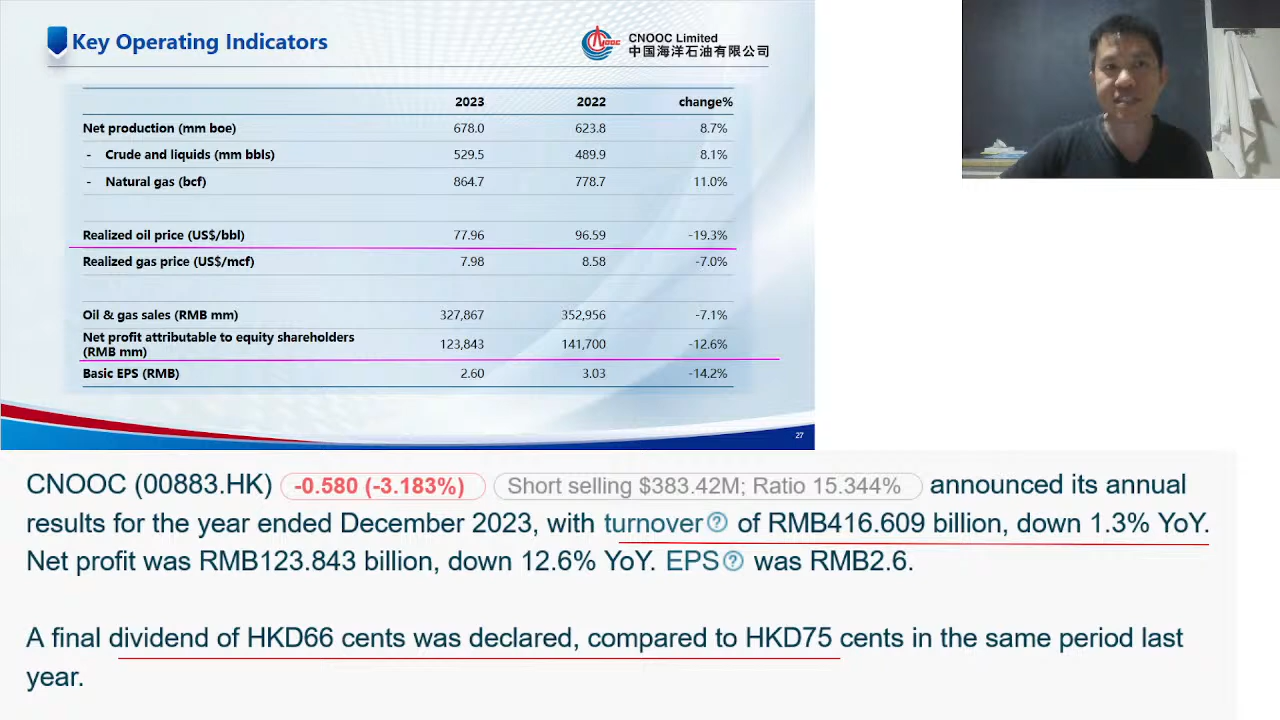 Key Operating Indicators
CNOOC
CNOOC Limited
中国海洋石油有限公司
2023 2022 change%
Net production (mm boe) 678.0 623.8 8.7%
- Crude and liquids (mm bbls) 529.5 489.9 8.1%
- Natural gas (bcf) 864.7 778.7 11.0%
Realized oil price (US$/bbl) 77.96 96.59 -19.3%
Realized gas price (US$/mcf) 7.98 8.58 -7.0%
Oil & gas sales (RMB mm) 327,867 352,956 -7.1%
Net profit attributable to equity shareholders
(RMB mm) 123,843 141,700 -12.6%
Basic EPS (RMB) 2.60 3.03 -14.2%
27
CNOOC (00883.HK) -0.580 (-3.183%) Short selling $383.42M; Ratio 15.344% announced its annual
results for the year ended December 2023, with turnover ? of RMB416.609 billion, down 1.3% YoY.
Net profit was RMB123.843 billion, down 12.6% YoY. EPS ? was RMB2.6.
A final dividend of HKD66 cents was declared, compared to HKD75 cents in the same period last
year.